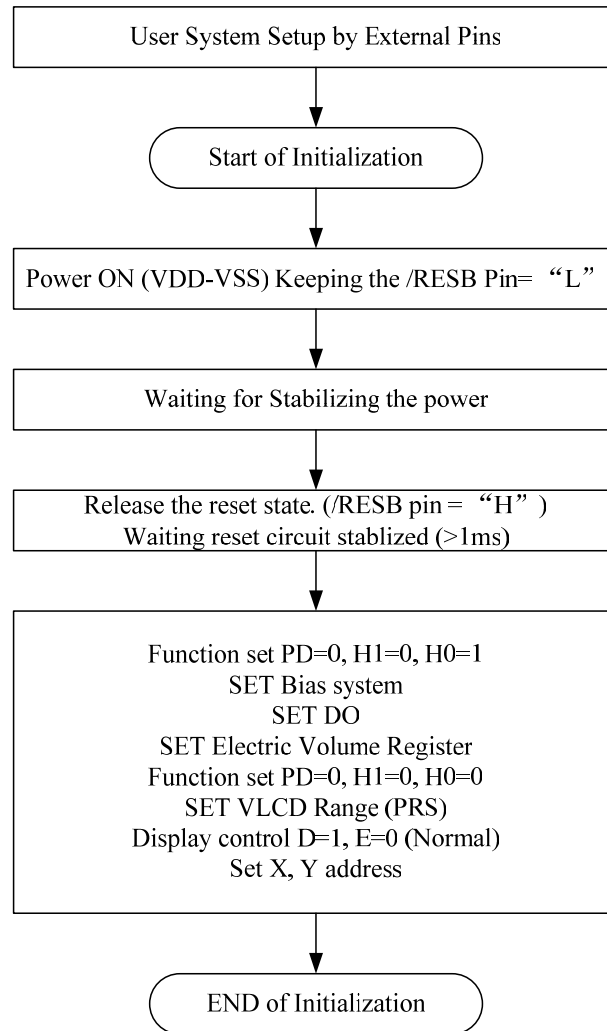 User System Setup by External Pins
Start of Initialization
Power ON (VDD-VSS) Keeping the /RESB Pin= “L”
Waiting for Stabilizing the power
Release the reset state. (/RESB pin = “H” )
Waiting reset circuit stablized (>1ms)
Function set PD=0, H1=0, H0=1
SET Bias system
SET DO
SET Electric Volume Register
Function set PD=0, H1=0, H0=0
SET VLCD Range (PRS)
Display control D=1, E=0 (Normal)
Set X, Y address
END of Initialization